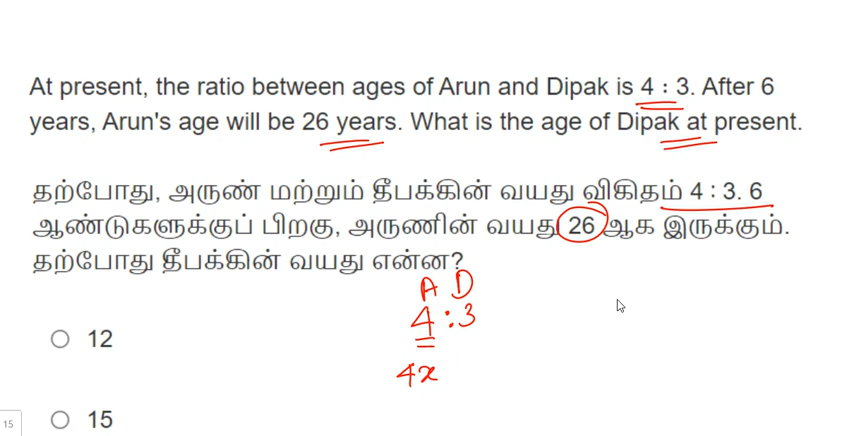 At present, the ratio between ages of Arun and Dipak is 4 : 3. After 6
years, Arun's age will be 26 years. What is the age of Dipak at present.
தற்போது, அருண் மற்றும் தீபக்கின் வயது விகிதம் 4 : 3. 6
ஆண்டுகளுக்குப் பிறகு, அருணின் வயது 26 ஆக இருக்கும்.
தற்போது தீபக்கின் வயது என்ன?
A D
4 : 3
4x
12
15
15